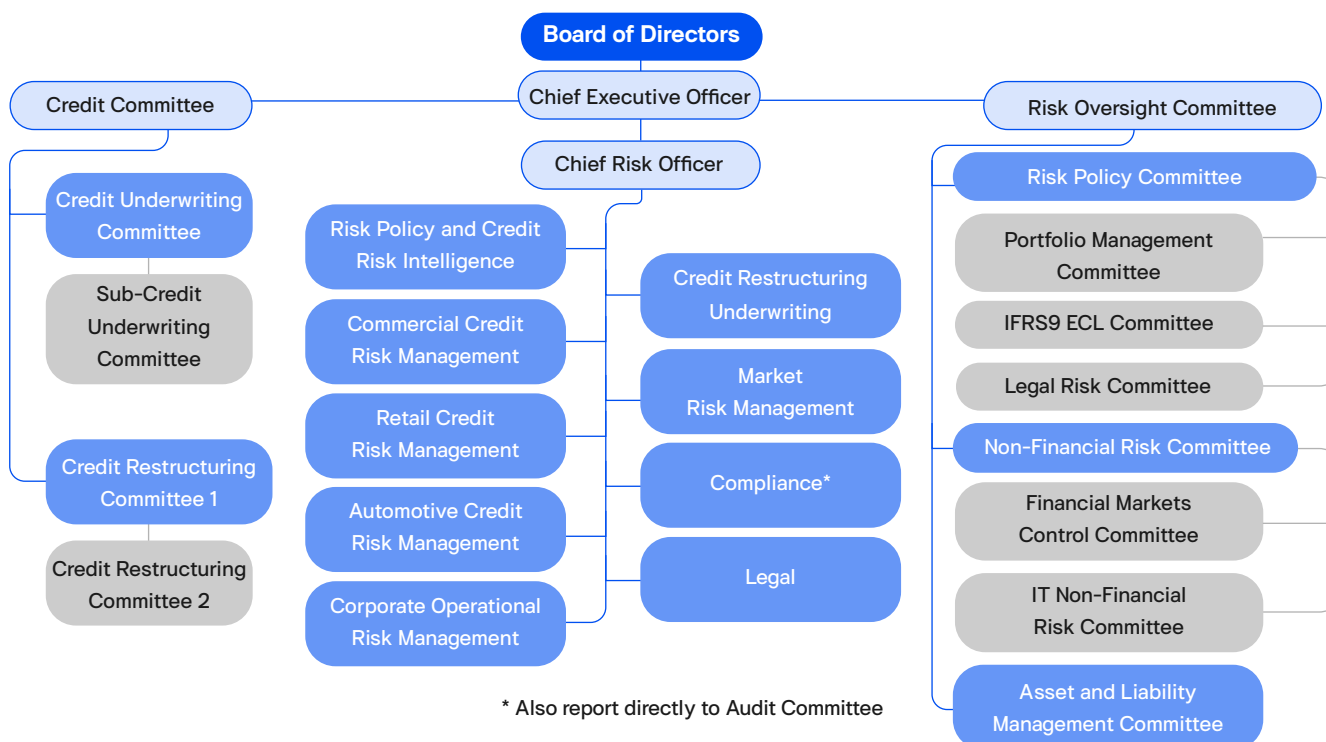 Board of Directors
Chief Executive Officer
Chief Risk Officer
Credit Committee
Credit Underwriting
Committee
Sub-Credit
Underwriting
Committee
Credit Restructuring
Committee 1
Credit Restructuring
Committee 2
Risk Policy and Credit
Risk Intelligence
Commercial Credit
Risk Management
Retail Credit
Risk Management
Automotive Credit
Risk Management
Corporate Operational
Risk Management
Credit Restructuring
Underwriting
Market
Risk Management
Compliance*
Legal
Risk Oversight Committee
Risk Policy Committee
Portfolio Management
Committee
IFRS9 ECL Committee
Legal Risk Committee
Non-Financial Risk Committee
Financial Markets
Control Committee
IT Non-Financial
Risk Committee
Asset and Liability
Management Committee
* Also report directly to Audit Committee